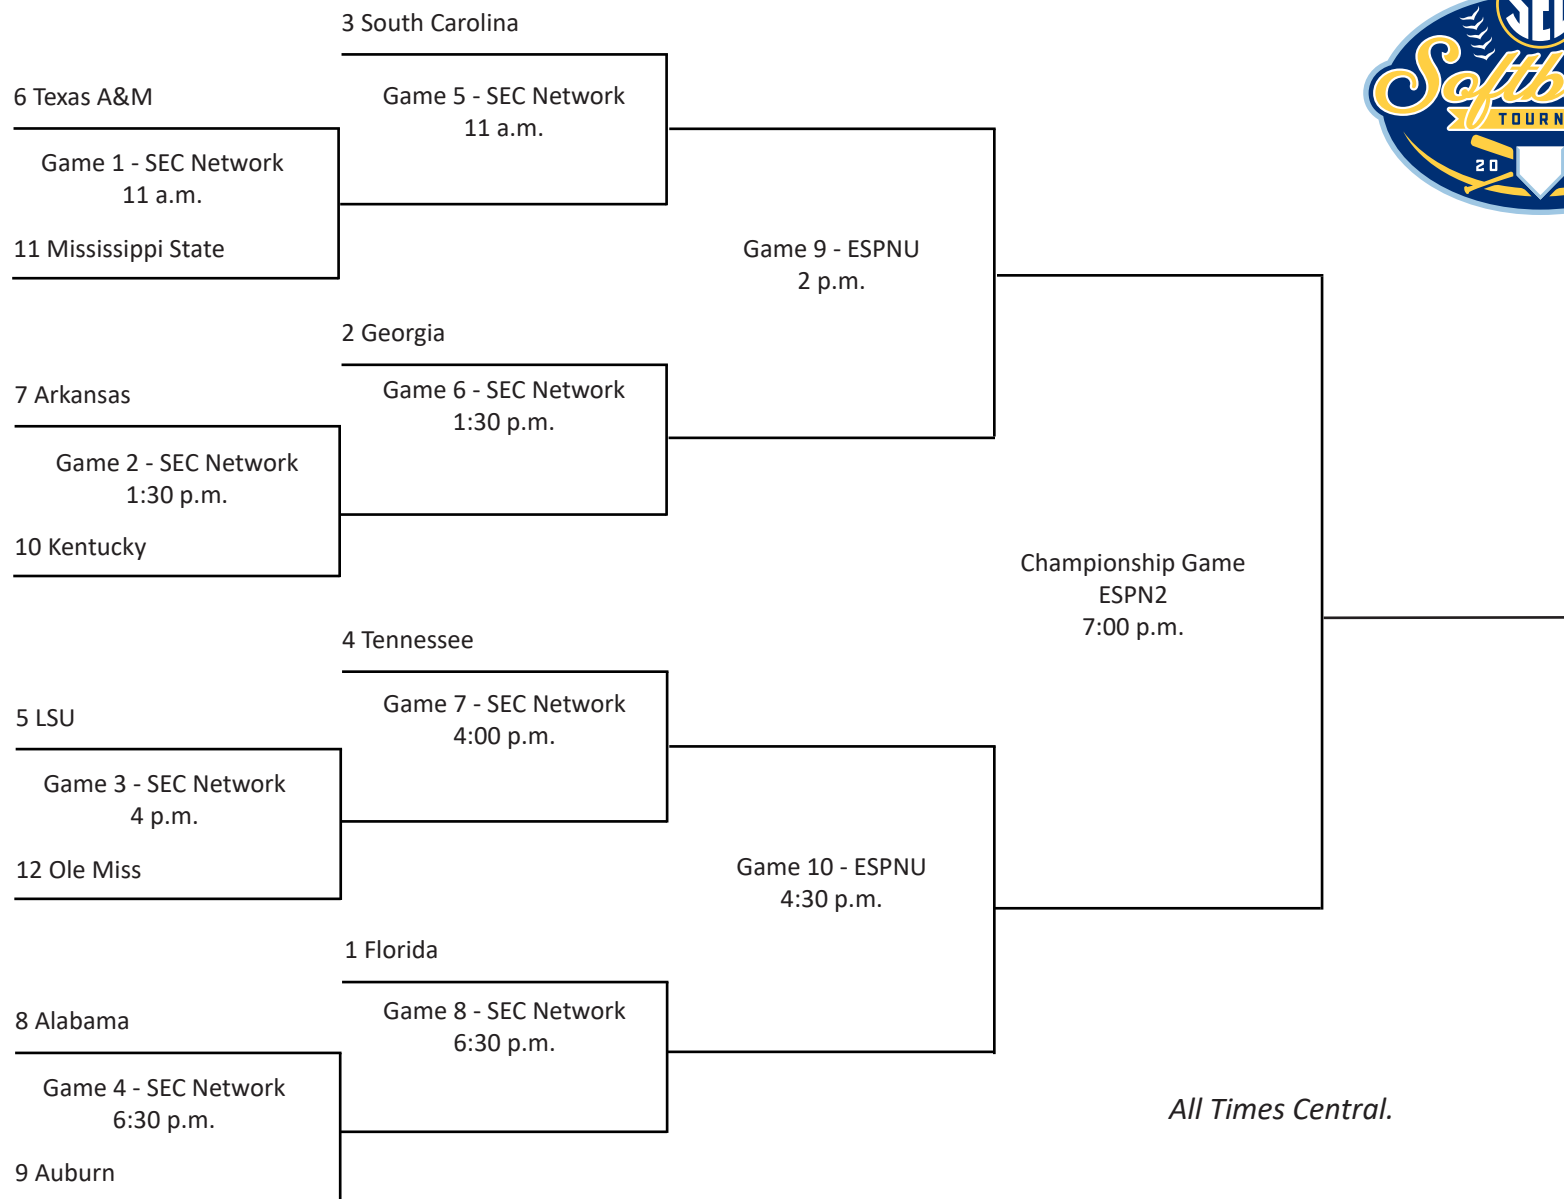 3 South Carolina
6 Texas A&M
Game 5 - SEC Network
11 a.m.
Game 1 - SEC Network
11 a.m.
11 Mississippi State
Game 9 - ESPNU
2 p.m.
2 Georgia
7 Arkansas
Game 6 - SEC Network
1:30 p.m.
Game 2 - SEC Network
1:30 p.m.
10 Kentucky
Championship Game
ESPN2
7:00 p.m.
4 Tennessee
5 LSU
Game 7 - SEC Network
4:00 p.m.
Game 3 - SEC Network
4 p.m.
12 Ole Miss
Game 10 - ESPNU
4:30 p.m.
1 Florida
8 Alabama
Game 8 - SEC Network
6:30 p.m.
Game 4 - SEC Network
6:30 p.m.
9 Auburn
All Times Central.
SEC
Softb
TOURN
20